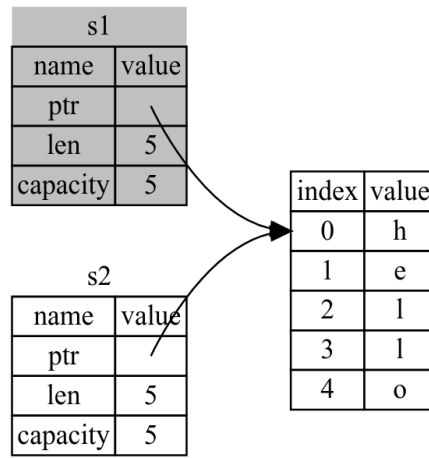 s1
name value
ptr
len 5
capacity 5
s2
name value
ptr
len 5
capacity 5
index value
0 h
1 e
2 l
3 l
4 o